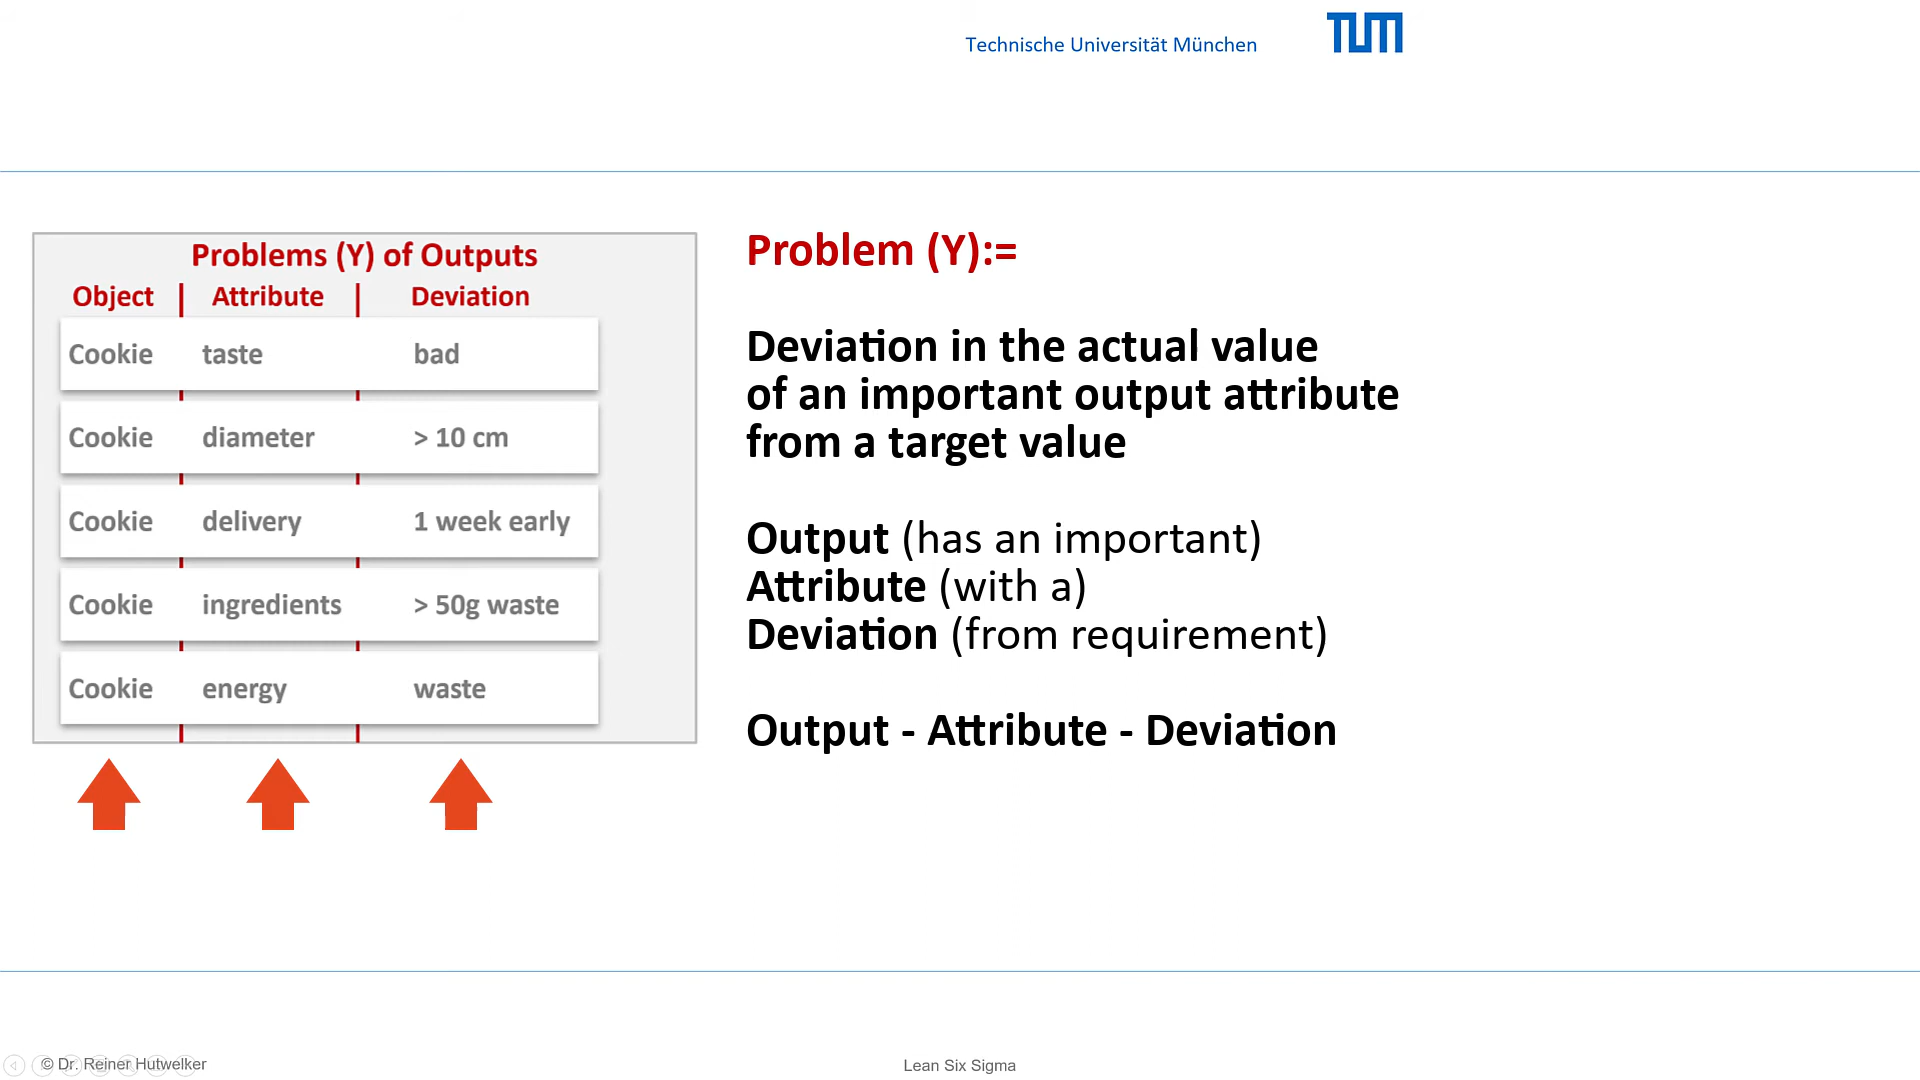 Technische Universität München
TUM
Problems (Y) of Outputs
Object | Attribute | Deviation
Cookie taste bad
Cookie diameter > 10 cm
Cookie delivery 1 week early
Cookie ingredients > 50g waste
Cookie energy waste
Problem (Y):=
Deviation in the actual value
of an important output attribute
from a target value
Output (has an important)
Attribute (with a)
Deviation (from requirement)
Output - Attribute - Deviation
© Dr. Reiner Hutwelker
Lean Six Sigma